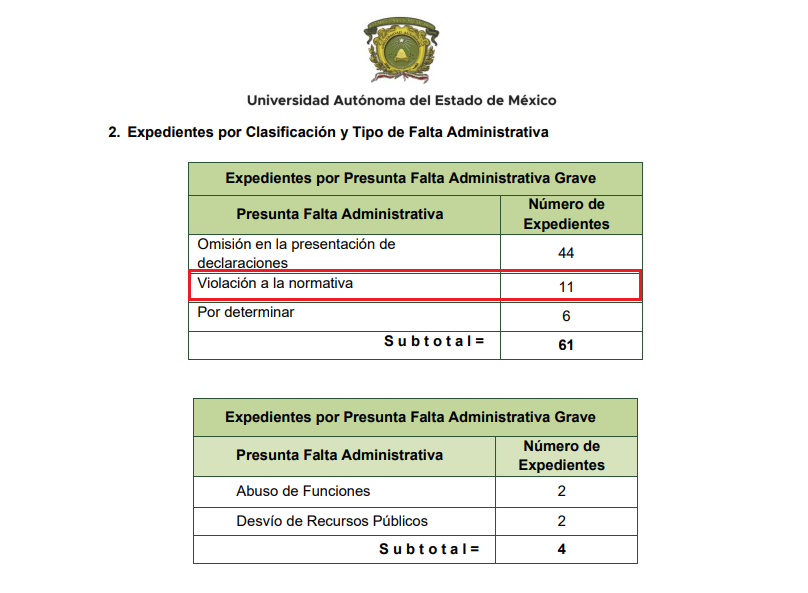 Universidad Autónoma del Estado de México
2. Expedientes por Clasificación y Tipo de Falta Administrativa
Expedientes por Presunta Falta Administrativa Grave
Presunta Falta Administrativa
Número de
Expedientes
Omisión en la presentación de
declaraciones
44
Violación a la normativa
11
Por determinar
6
S u b t o t a l =
61
Expedientes por Presunta Falta Administrativa Grave
Presunta Falta Administrativa
Número de
Expedientes
Abuso de Funciones
2
Desvío de Recursos Públicos
2
S u b t o t a l =
4